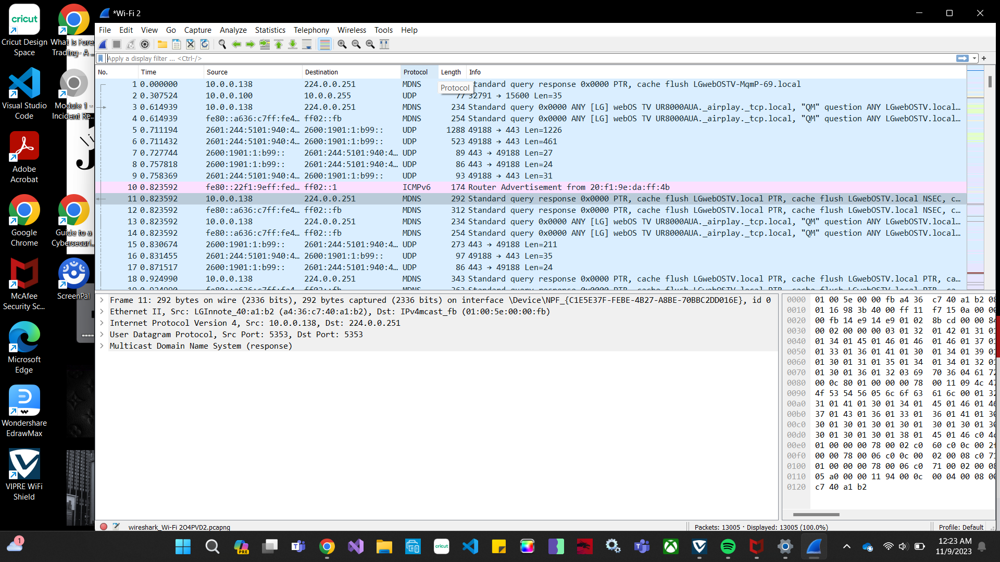 *Wi-Fi 2
File Edit View Go Capture Analyze Statistics Telephony Wireless Tools Help
Apply a display filter ... <Ctrl-/>
No. Time Source Destination Protocol Length Info
1 0.000000 10.0.0.138 224.0.0.251 MDNS tandard query response 0x0000 PTR, cache flush LGwebOSTV-MqmP-69.local
Protocol
2 0.307524 10.0.0.100 10.0.0.255 UDP 77 32791 → 15600 Len=35
3 0.614939 10.0.0.138 224.0.0.251 MDNS 234 Standard query 0x0000 ANY [LG] webOS TV UR8000AUA._airplay._tcp.local, "QM" question ANY LGwebOSTV.local…
4 0.614939 fe80::a636:c7ff:fe4… ff02::fb MDNS 254 Standard query 0x0000 ANY [LG] webOS TV UR8000AUA._airplay._tcp.local, "QM" question ANY LGwebOSTV.local…
5 0.711194 2601:244:5101:940:4… 2600:1901:1:b99:: UDP 1288 49188 → 443 Len=1226
6 0.711432 2601:244:5101:940:4… 2600:1901:1:b99:: UDP 523 49188 → 443 Len=461
7 0.727744 2600:1901:1:b99:: 2601:244:5101:940:4… UDP 89 443 → 49188 Len=27
8 0.757818 2600:1901:1:b99:: 2601:244:5101:940:4… UDP 86 443 → 49188 Len=24
9 0.758369 2601:244:5101:940:4… 2600:1901:1:b99:: UDP 93 49188 → 443 Len=31
10 0.823592 fe80::22f1:9eff:fed… ff02::1 ICMPv6 174 Router Advertisement from 20:f1:9e:da:ff:4b
11 0.823592 10.0.0.138 224.0.0.251 MDNS 292 Standard query response 0x0000 PTR, cache flush LGwebOSTV.local PTR, cache flush LGwebOSTV.local NSEC, c…
12 0.823592 fe80::a636:c7ff:fe4… ff02::fb MDNS 312 Standard query response 0x0000 PTR, cache flush LGwebOSTV.local PTR, cache flush LGwebOSTV.local NSEC, c…
13 0.823592 10.0.0.138 224.0.0.251 MDNS 234 Standard query 0x0000 ANY [LG] webOS TV UR8000AUA._airplay._tcp.local, "QM" question ANY LGwebOSTV.local…
14 0.823592 fe80::a636:c7ff:fe4… ff02::fb MDNS 254 Standard query 0x0000 ANY [LG] webOS TV UR8000AUA._airplay._tcp.local, "QM" question ANY LGwebOSTV.local…
15 0.830674 2600:1901:1:b99:: 2601:244:5101:940:4… UDP 273 443 → 49188 Len=211
16 0.831455 2601:244:5101:940:4… 2600:1901:1:b99:: UDP 97 49188 → 443 Len=35
17 0.871517 2600:1901:1:b99:: 2601:244:5101:940:4… UDP 86 443 → 49188 Len=24
18 0.924990 10.0.0.138 224.0.0.251 MDNS 343 Standard query response 0x0000 PTR, cache flush LGwebOSTV.local PTR, cache flush LGwebOSTV.local PTR, ca…
Frame 11: 292 bytes on wire (2336 bits), 292 bytes captured (2336 bits) on interface \Device\NPF_{C1E5E37F-FEBE-4B27-A8BE-70BBC2DD016E}, id 0
Ethernet II, Src: LGInnote_40:a1:b2 (a4:36:c7:40:a1:b2), Dst: IPv4mcast_fb (01:00:5e:00:00:fb)
Internet Protocol Version 4, Src: 10.0.0.138, Dst: 224.0.0.251
User Datagram Protocol, Src Port: 5353, Dst Port: 5353
Multicast Domain Name System (response)
0000 01 00 5e 00 00 fb a4 36 c7 40 a1 b2 08
0010 01 16 98 3b 40 00 ff 11 f7 15 0a 00 00
0020 00 fb 14 e9 14 e9 01 02 8b cd 00 00 84
0030 00 02 00 00 00 03 01 32 01 42 01 31 01
0040 01 34 01 45 01 46 01 46 01 46 01 37 01
0050 01 33 01 36 01 41 01 30 01 34 01 39 01
0060 01 30 01 31 01 35 01 34 01 34 01 32 01
0070 01 30 01 36 01 32 03 69 70 36 04 61 72
0080 00 0c 80 01 00 00 00 78 00 11 09 4c 47
0090 4f 53 54 56 05 6c 6f 63 61 6c 00 01 32
00a0 31 01 41 01 30 01 34 01 45 01 46 01 46
00b0 37 01 43 01 36 01 33 01 36 01 41 01 30
00c0 30 01 30 01 30 01 30 01 30 01 30 01 30
00d0 30 01 30 01 30 01 38 01 45 01 46 c0 4c
00e0 01 00 00 00 78 00 02 c0 60 c0 0c 00 2f
00f0 00 00 78 00 06 c0 0c 00 02 00 08 c0 71
0100 01 00 00 00 78 00 06 c0 71 00 02 00 08
0110 05 a0 00 00 11 94 00 0c 00 04 00 08 00
0120 c7 40 a1 b2
wireshark_Wi-Fi 2O4PVD2.pcapng
Packets: 13005 · Displayed: 13005 (100.0%)
Profile: Default
cricut
Cricut Design
Space
What Is Fore
Trading- A ...
Visual Studio
Code
Module 1 -
Incident Re...
Adobe
Acrobat
Google
Chrome
Guide to a
Cybersecuri...
McAfee
Security Sc...
ScreenPal
Microsoft
Edge
Wondershare
EdrawMax
VIPRE WiFi
Shield
1
PRE
cricut
12:23 AM
11/9/2023